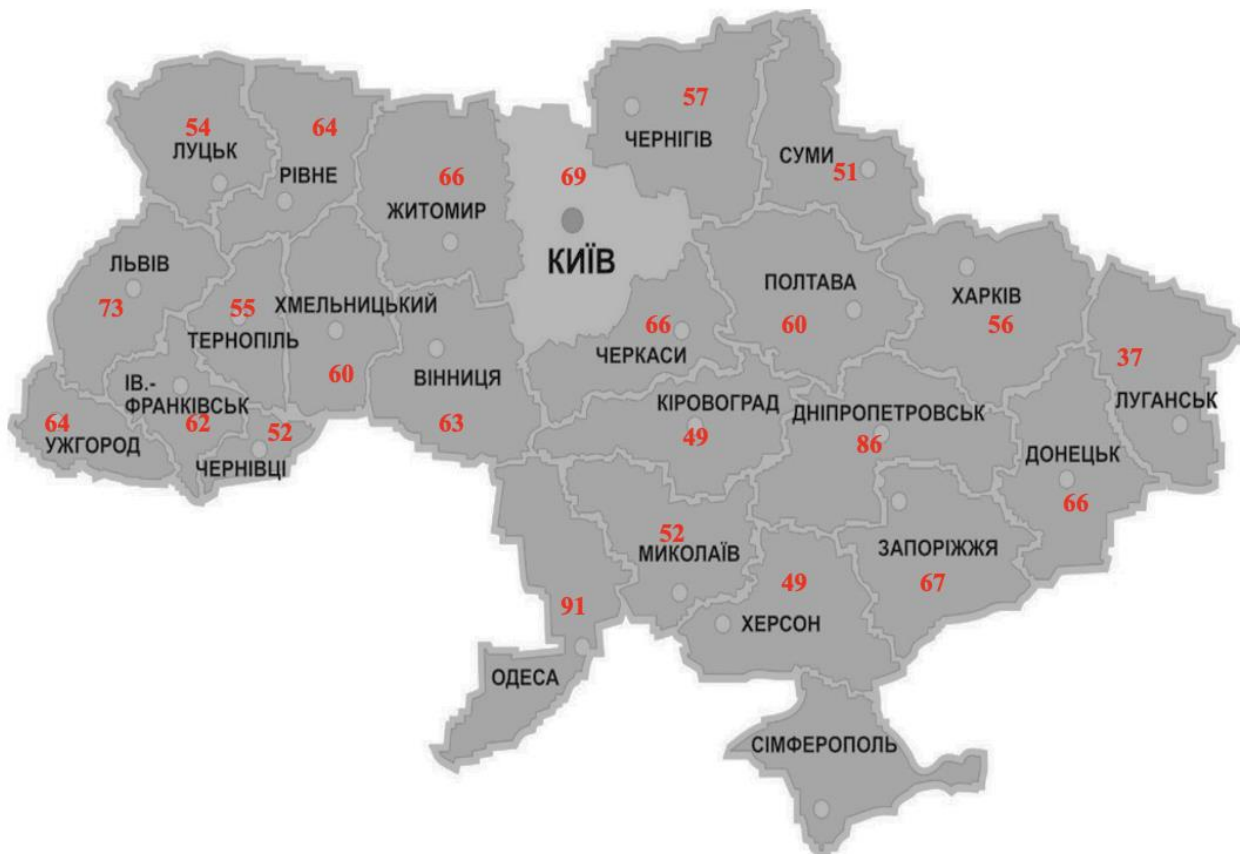 54
ЛУЦЬК
64
РІВНЕ
66
ЖИТОМИР
69
КИЇВ
57
ЧЕРНІГІВ
СУМИ
51
ЛЬВІВ
73
55
ТЕРНОПІЛЬ
ХМЕЛЬНИЦЬКИЙ
60
ВІННИЦЯ
63
66
ЧЕРКАСИ
ПОЛТАВА
60
ХАРКІВ
56
37
ЛУГАНСЬК
64
УЖГОРОД
ІВ.-
ФРАНКІВСЬК
62
52
ЧЕРНІВЦІ
КІРОВОГРАД
49
ДНІПРОПЕТРОВСЬК
86
ДОНЕЦЬК
66
91
ОДЕСА
52
МИКОЛАЇВ
49
ХЕРСОН
ЗАПОРІЖЖЯ
67
СІМФЕРОПОЛЬ